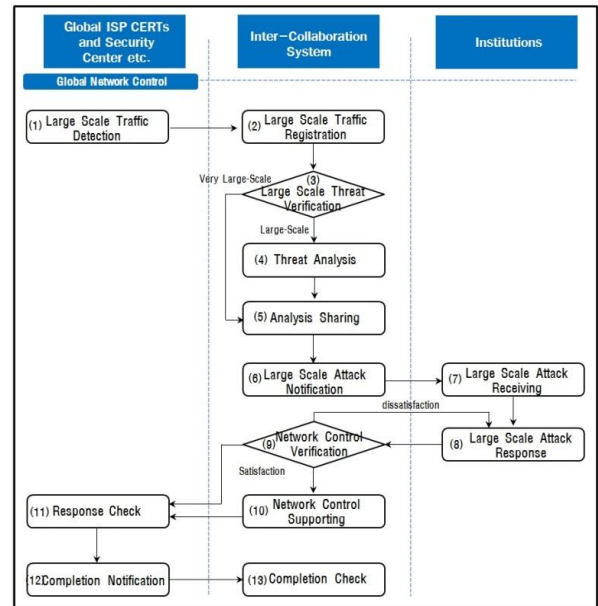 Global ISP CERTs
and Security
Center etc.
Inter-Collaboration
System
Institutions
Global Network Control
(1) Large Scale Traffic
Detection
(2) Large Scale Traffic
Registration
Very Large-Scale
(3)
Large Scale Threat
Verification
Large-Scale
(4) Threat Analysis
(5) Analysis Sharing
(6) Large Scale Attack
Notification
(7) Large Scale Attack
Receiving
dissatisfaction
(9) Network Control
Verification
(8) Large Scale Attack
Response
Satisfaction
(11) Response Check
(10) Network Control
Supporting
(12)Completion Notification
(13) Completion Check